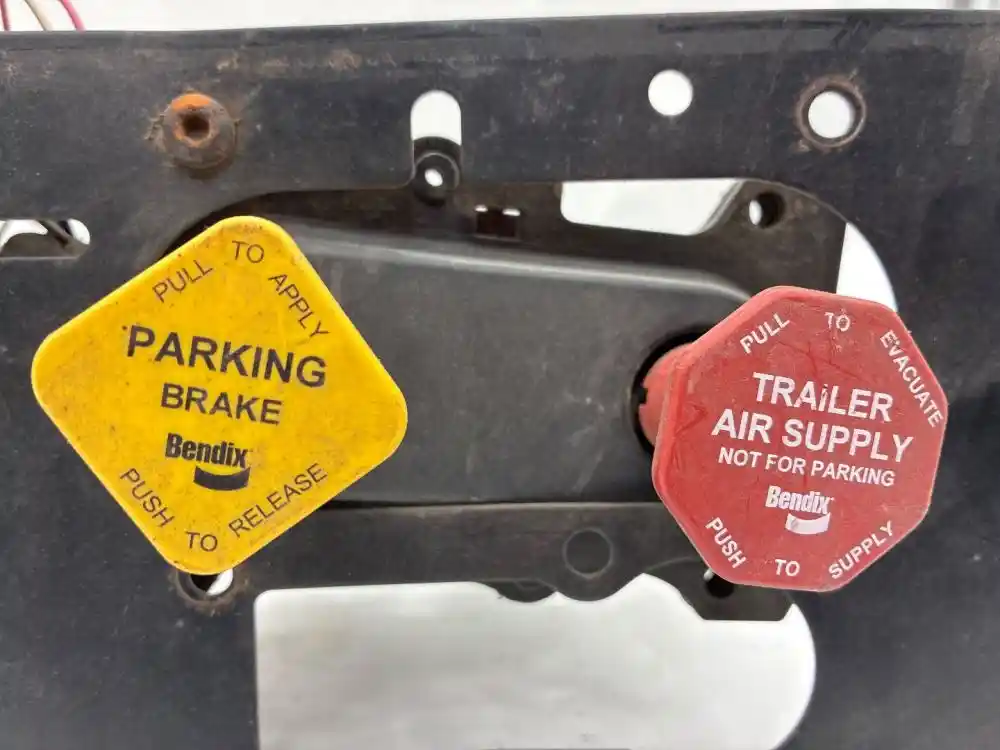 PULL TO APPLY
PARKING
BRAKE
Bendix
PUSH TO RELEASE
PULL TO EVACUATE
TRAILER
AIR SUPPLY
NOT FOR PARKING
Bendix
PUSH TO SUPPLY